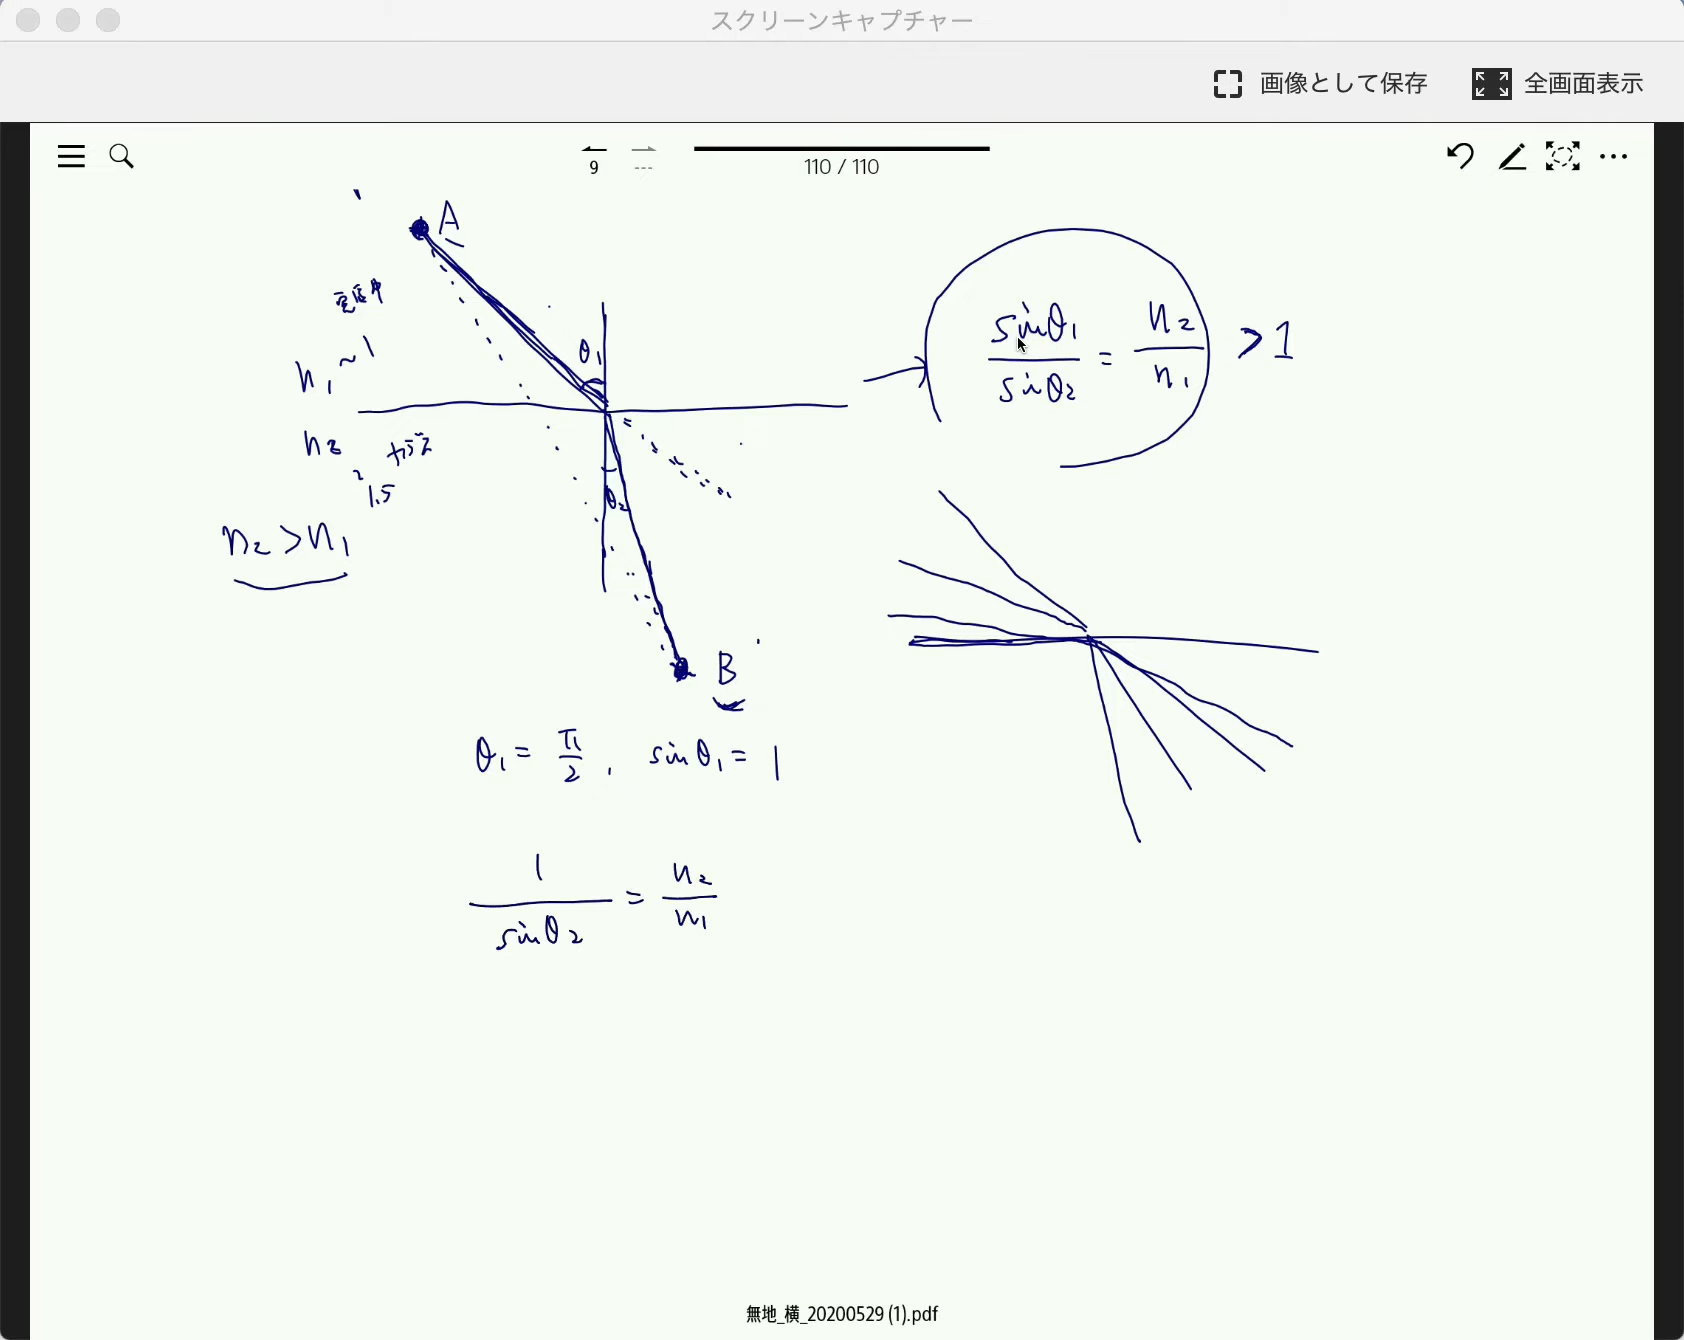 スクリーンキャプチャー
画像として保存
全画面表示
9
---
110 / 110
A
空気中
n₁ ~ 1
θ₁
n₂ ガラス
1.5
θ₂
n₂ > n₁
B
sinθ₁/sinθ₂ = n₂/n₁ > 1
θ₁ = π/2, sinθ₁ = 1
1/sinθ₂ = n₂/n₁
無地_横_20200529 (1).pdf